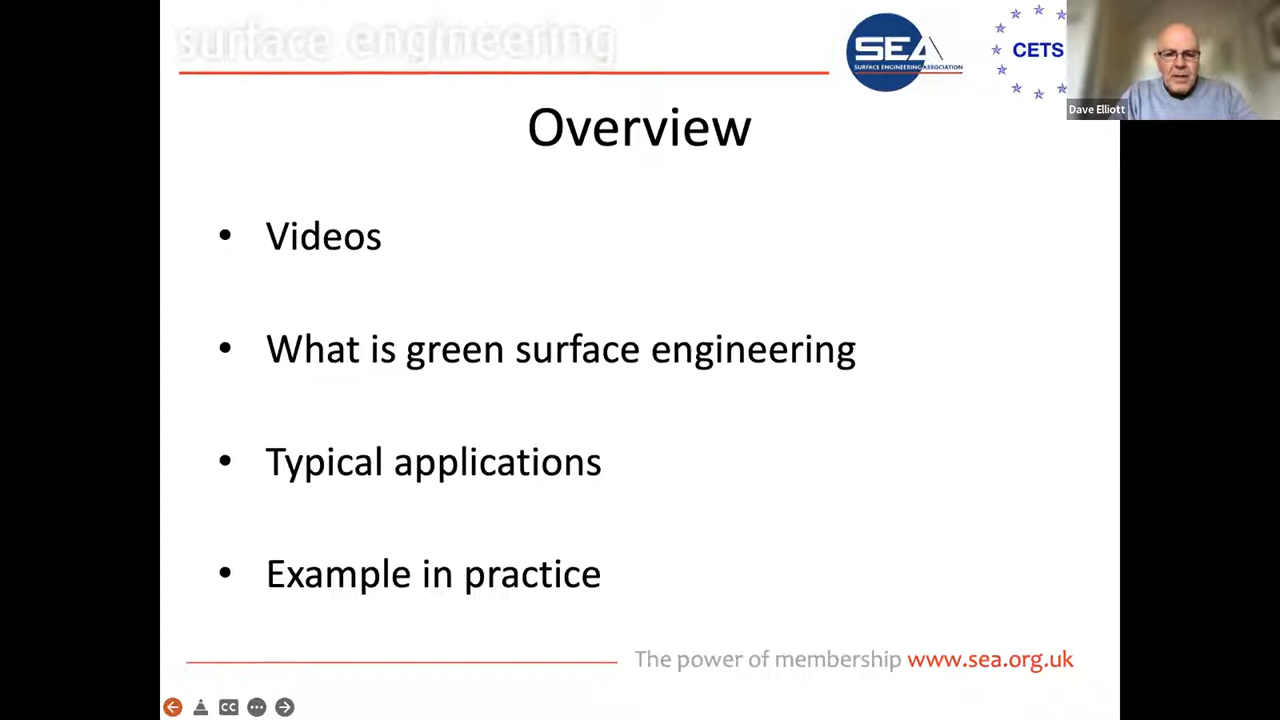 surface engineering
SEA
SURFACE ENGINEERING ASSOCIATION
CETS
Dave Elliott
Overview
• Videos
• What is green surface engineering
• Typical applications
• Example in practice
The power of membership www.sea.org.uk
CC